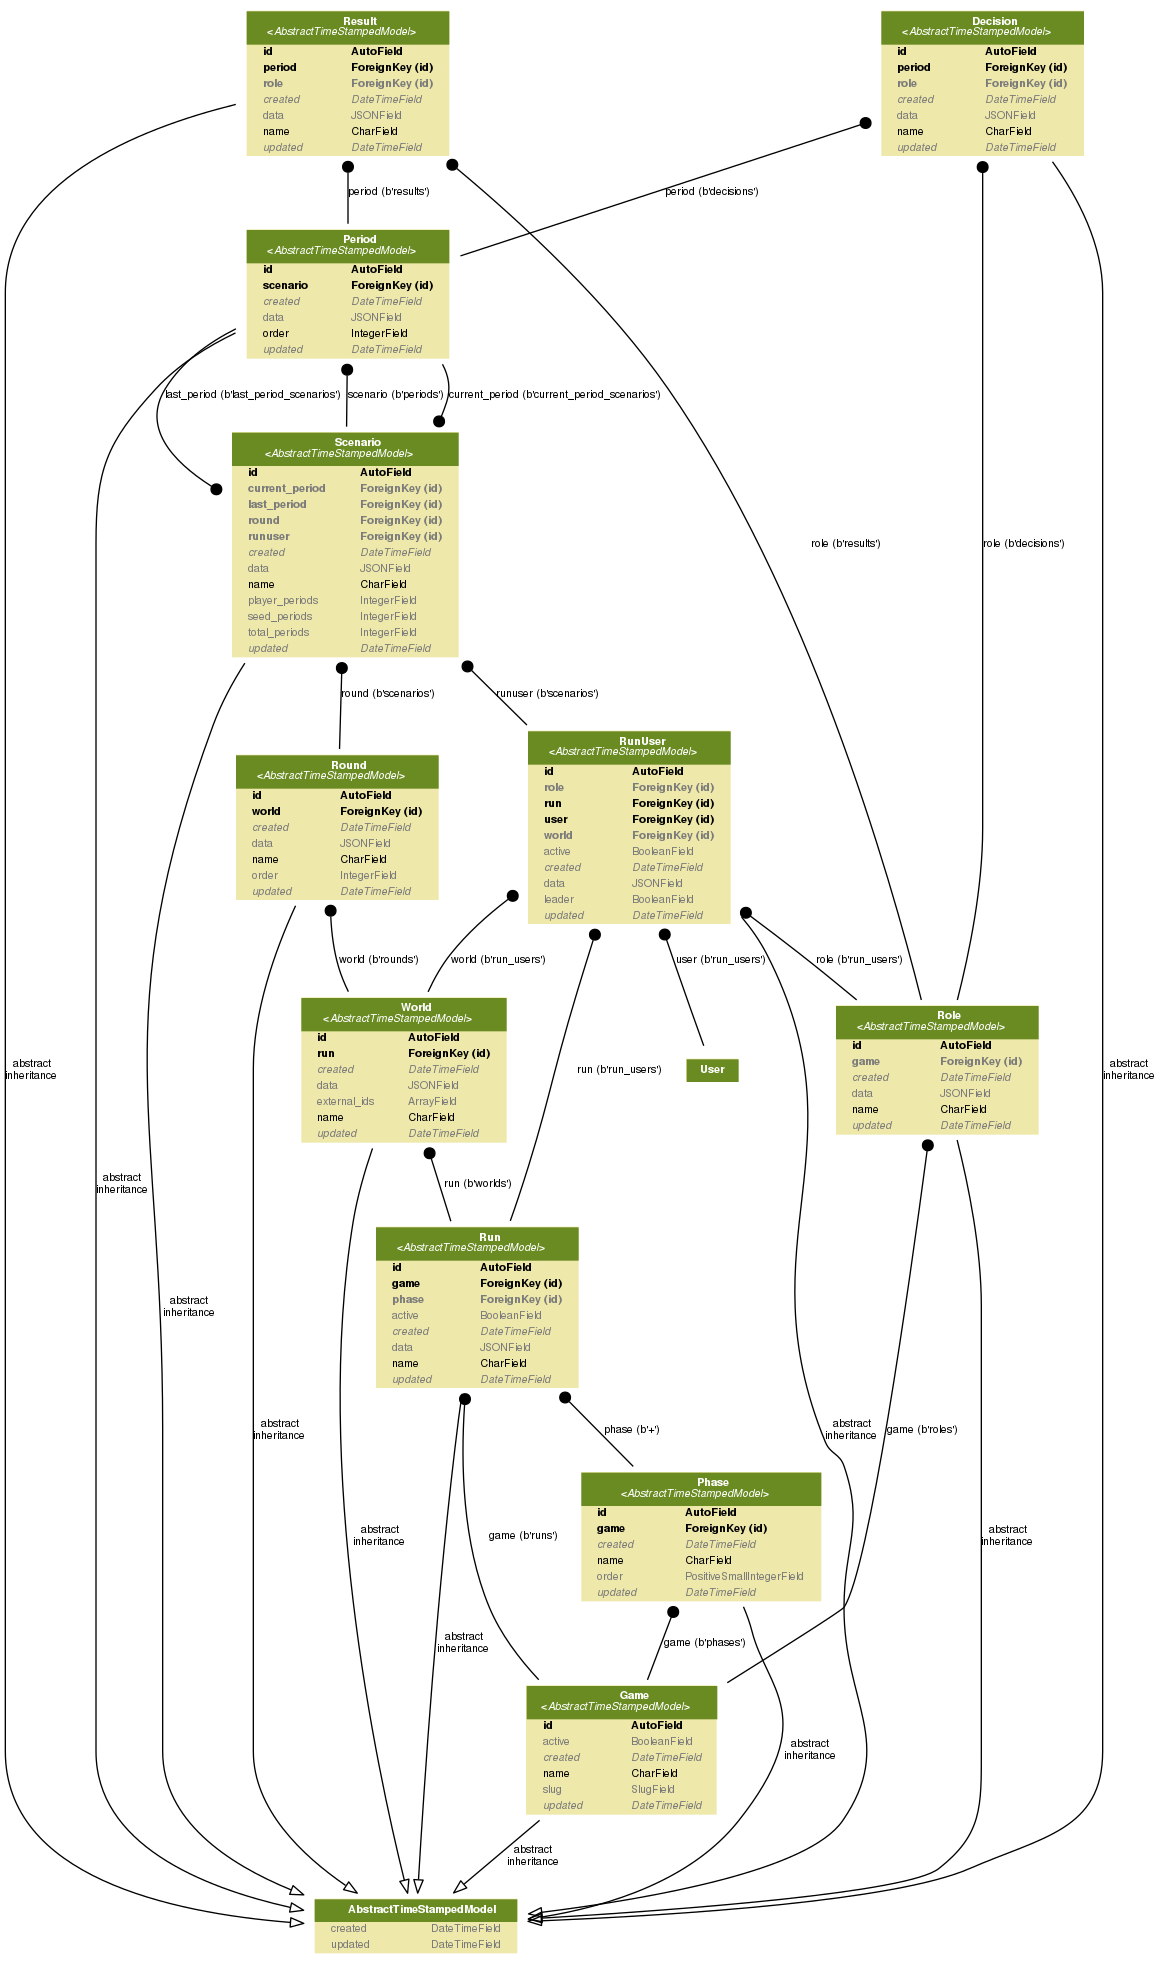 Result
<AbstractTimeStampedModel>
id AutoField
period ForeignKey (id)
role ForeignKey (id)
created DateTimeField
data JSONField
name CharField
updated DateTimeField
Decision
<AbstractTimeStampedModel>
id AutoField
period ForeignKey (id)
role ForeignKey (id)
created DateTimeField
data JSONField
name CharField
updated DateTimeField
period (b'results')
period (b'decisions')
Period
<AbstractTimeStampedModel>
id AutoField
scenario ForeignKey (id)
created DateTimeField
data JSONField
order IntegerField
updated DateTimeField
last_period (b'last_period_scenarios')
scenario (b'periods')
current_period (b'current_period_scenarios')
Scenario
<AbstractTimeStampedModel>
id AutoField
current_period ForeignKey (id)
last_period ForeignKey (id)
round ForeignKey (id)
runuser ForeignKey (id)
created DateTimeField
data JSONField
name CharField
player_periods IntegerField
seed_periods IntegerField
total_periods IntegerField
updated DateTimeField
role (b'results')
role (b'decisions')
round (b'scenarios')
runuser (b'scenarios')
Round
<AbstractTimeStampedModel>
id AutoField
world ForeignKey (id)
created DateTimeField
data JSONField
name CharField
order IntegerField
updated DateTimeField
RunUser
<AbstractTimeStampedModel>
id AutoField
role ForeignKey (id)
run ForeignKey (id)
user ForeignKey (id)
world ForeignKey (id)
active BooleanField
created DateTimeField
data JSONField
leader BooleanField
updated DateTimeField
world (b'rounds')
world (b'run_users')
user (b'run_users')
role (b'run_users')
World
<AbstractTimeStampedModel>
id AutoField
run ForeignKey (id)
created DateTimeField
data JSONField
external_ids ArrayField
name CharField
updated DateTimeField
run (b'run_users')
User
Role
<AbstractTimeStampedModel>
id AutoField
game ForeignKey (id)
created DateTimeField
data JSONField
name CharField
updated DateTimeField
abstract
inheritance
abstract
inheritance
abstract
inheritance
run (b'worlds')
Run
<AbstractTimeStampedModel>
id AutoField
game ForeignKey (id)
phase ForeignKey (id)
active BooleanField
created DateTimeField
data JSONField
name CharField
updated DateTimeField
abstract
inheritance
abstract
inheritance
phase (b'+')
abstract
inheritance
game (b'roles')
Phase
<AbstractTimeStampedModel>
id AutoField
game ForeignKey (id)
created DateTimeField
name CharField
order PositiveSmallIntegerField
updated DateTimeField
abstract
inheritance
game (b'runs')
abstract
inheritance
abstract
inheritance
game (b'phases')
Game
<AbstractTimeStampedModel>
id AutoField
active BooleanField
created DateTimeField
name CharField
slug SlugField
updated DateTimeField
abstract
inheritance
abstract
inheritance
AbstractTimeStampedModel
created DateTimeField
updated DateTimeField